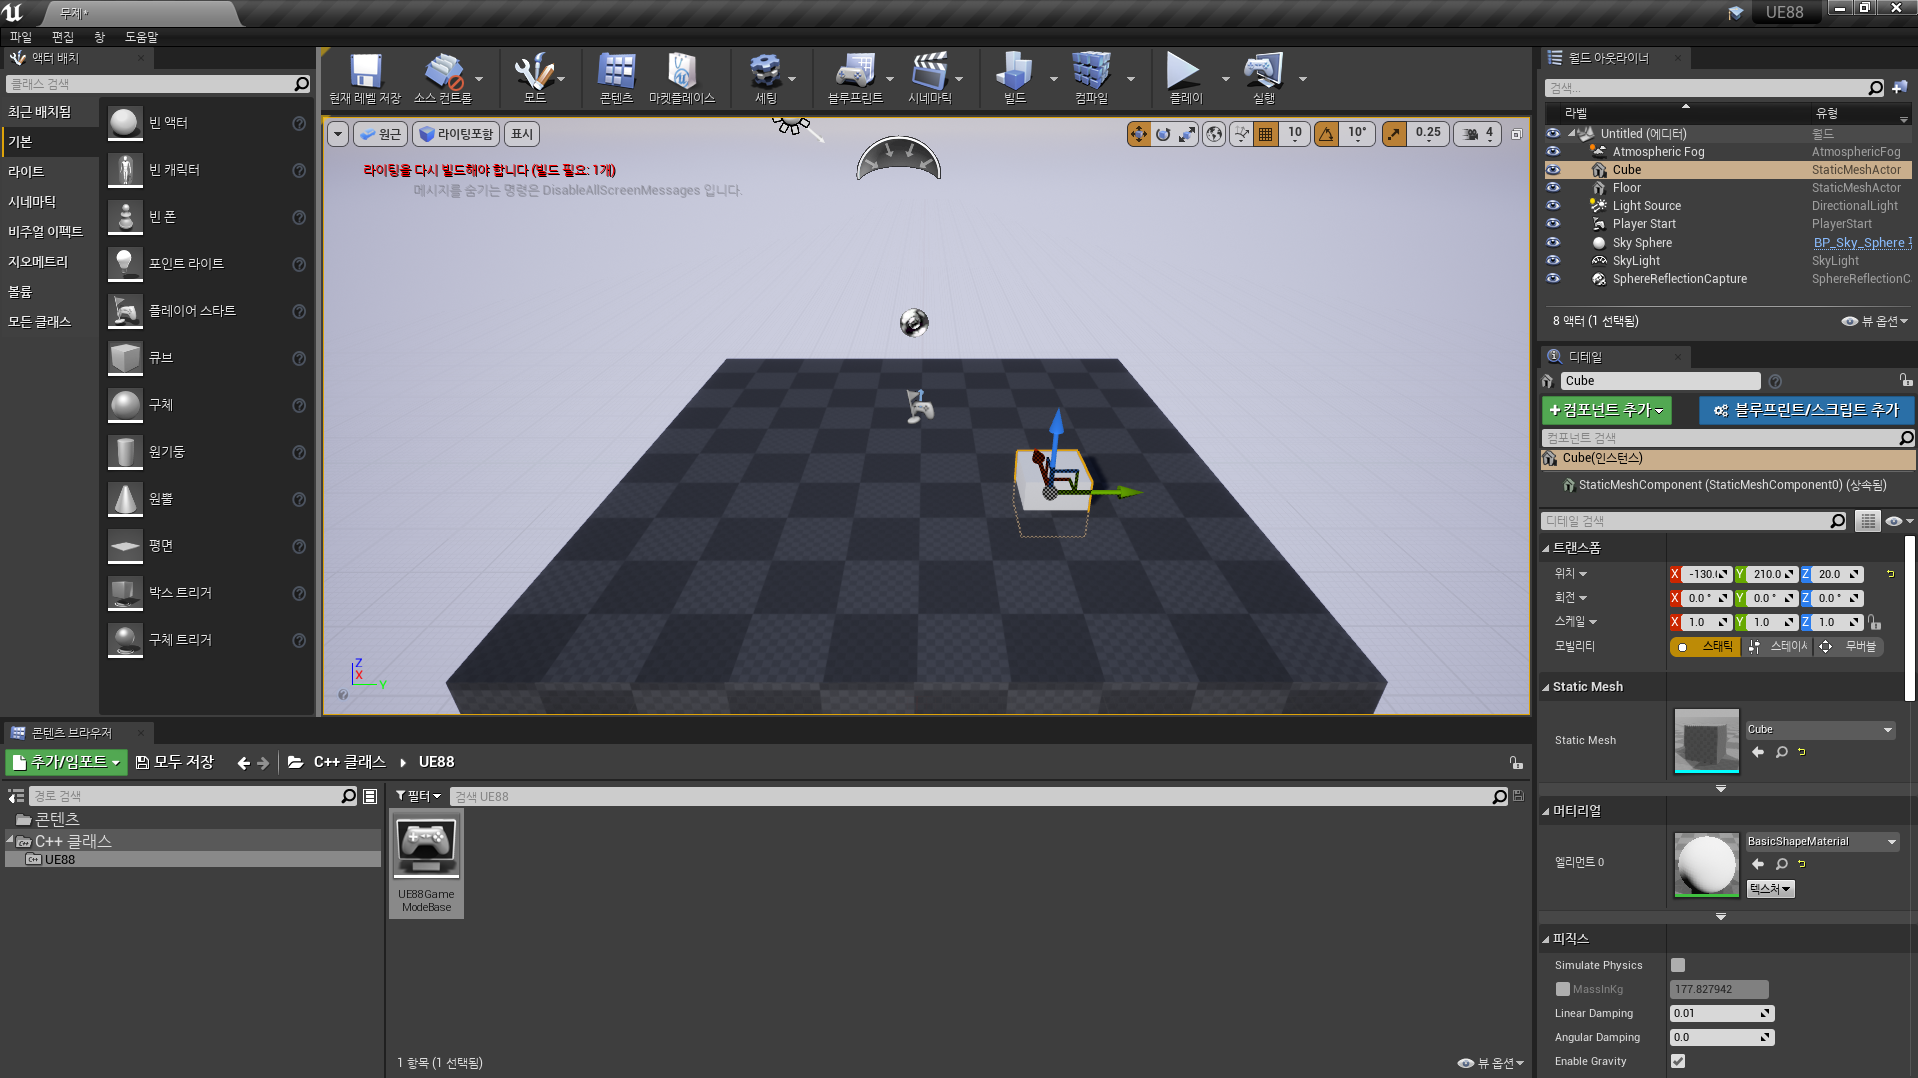 무제*
UE88
파일 편집 창 도움말
액터 배치
클래스 검색
최근 배치됨
기본
라이트
시네마틱
비주얼 이펙트
지오메트리
볼륨
모든 클래스
빈 액터
빈 캐릭터
빈 폰
포인트 라이트
플레이어 스타트
큐브
구체
원기둥
원뿔
평면
박스 트리거
구체 트리거
현재 레벨 저장 소스 컨트롤 모드 콘텐츠 마켓플레이스 세팅 블루프린트 시네마틱 빌드 컴파일 플레이 실행
원근 라이팅포함 표시
10 10° 0.25 4
라이팅을 다시 빌드해야 합니다 (빌드 필요: 1개)
메시지를 숨기는 명령은 DisableAllScreenMessages 입니다.
Z
X
Y
월드 아웃라이너
검색...
라벨 유형
Untitled (에디터) 월드
Atmospheric Fog AtmosphericFog
Cube StaticMeshActor
Floor StaticMeshActor
Light Source DirectionalLight
Player Start PlayerStart
Sky Sphere BP_Sky_Sphere
SkyLight SkyLight
SphereReflectionCapture SphereReflectionC
8 액터 (1 선택됨) 뷰 옵션
디테일
Cube
+컴포넌트 추가 블루프린트/스크립트 추가
컴포넌트 검색
Cube(인스턴스)
StaticMeshComponent (StaticMeshComponent0) (상속됨)
디테일 검색
트랜스폼
위치 X -130.( Y 210.0 Z 20.0
회전 X 0.0 ° Y 0.0 ° Z 0.0 °
스케일 X 1.0 Y 1.0 Z 1.0
모빌리티 스태틱 스테이시 무버블
Static Mesh
Static Mesh Cube
머티리얼
엘리먼트 0 BasicShapeMaterial
텍스처
피직스
Simulate Physics
MassInKg 177.827942
Linear Damping 0.01
Angular Damping 0.0
Enable Gravity
콘텐츠 브라우저
추가/임포트 모두 저장 C++ 클래스 UE88
경로 검색
콘텐츠
C++ 클래스
UE88
필터 검색 UE88
UE88Game
ModeBase
1 항목 (1 선택됨) 뷰 옵션